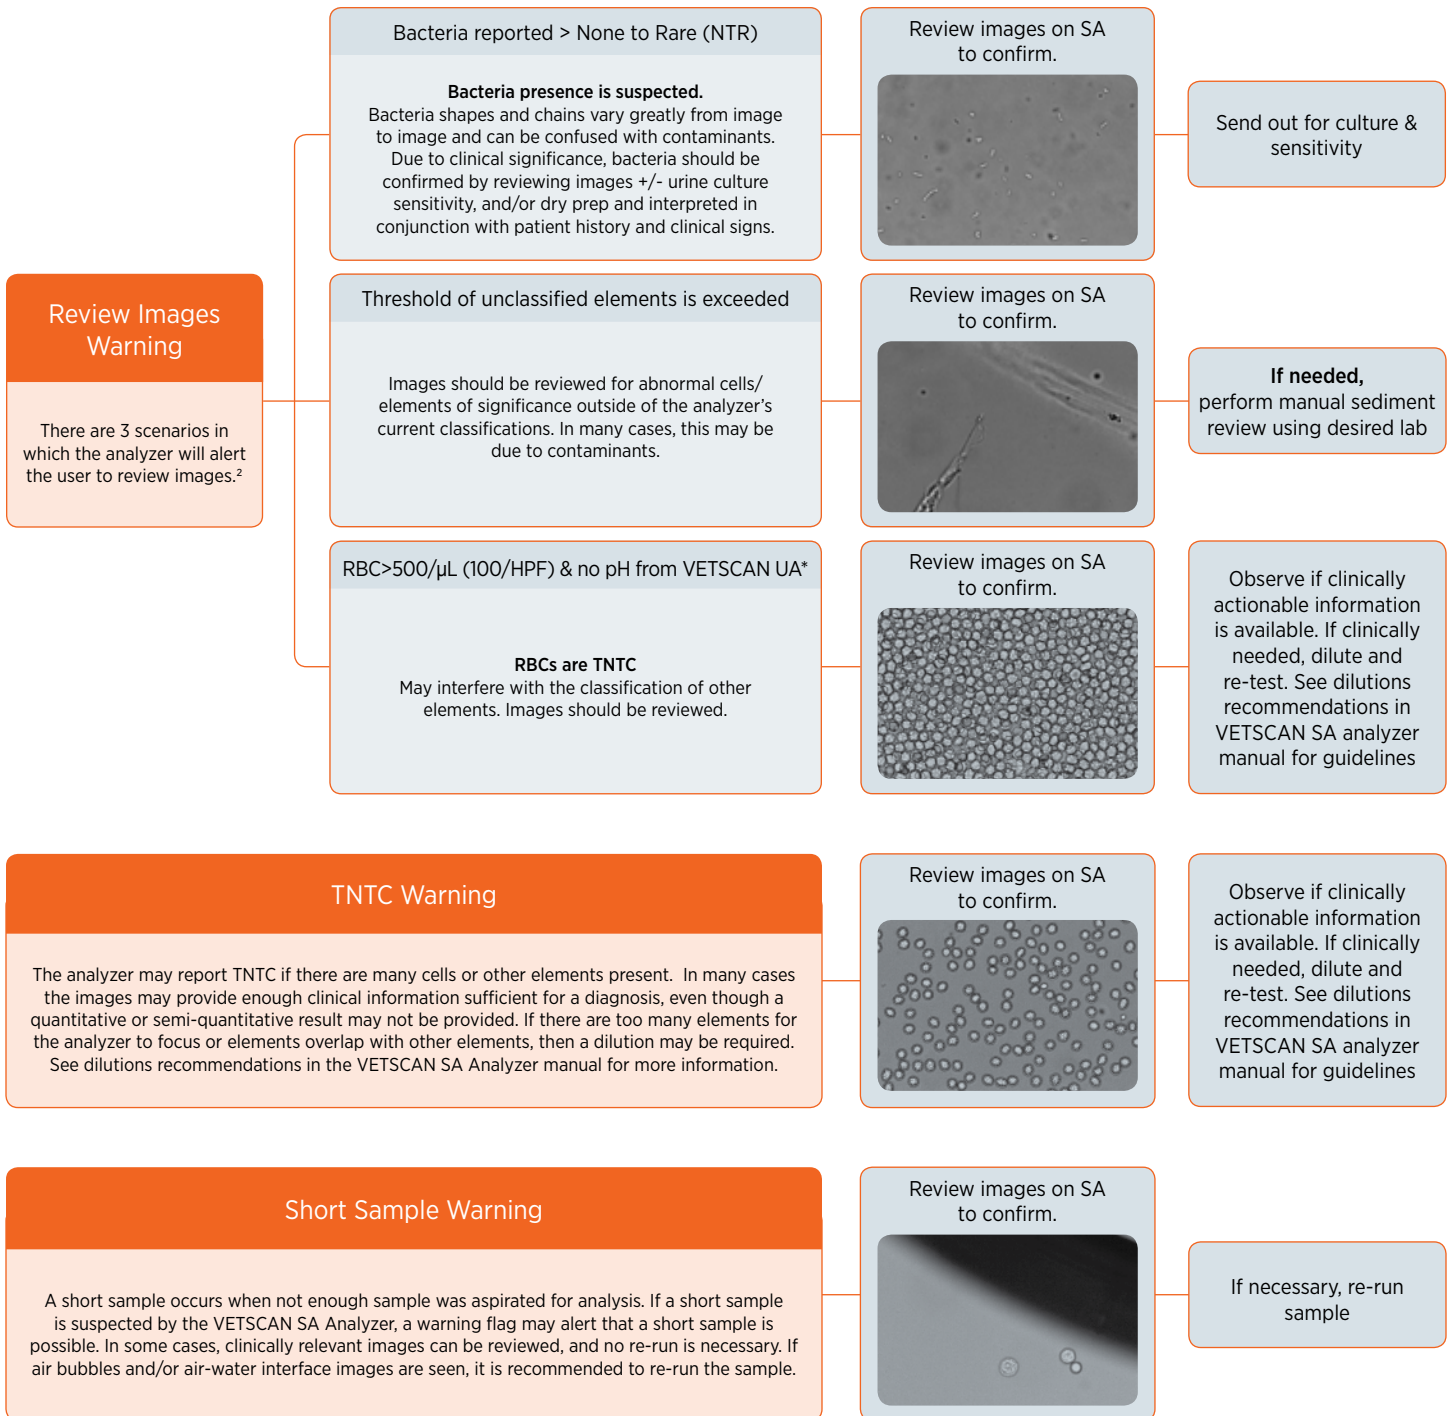 Review Images
Warning
There are 3 scenarios in
which the analyzer will alert
the user to review images.²
Bacteria reported > None to Rare (NTR)
Bacteria presence is suspected.
Bacteria shapes and chains vary greatly from image
to image and can be confused with contaminants.
Due to clinical significance, bacteria should be
confirmed by reviewing images +/- urine culture
sensitivity, and/or dry prep and interpreted in
conjunction with patient history and clinical signs.
Review images on SA
to confirm.
Send out for culture &
sensitivity
Threshold of unclassified elements is exceeded
Images should be reviewed for abnormal cells/
elements of significance outside of the analyzer's
current classifications. In many cases, this may be
due to contaminants.
Review images on SA
to confirm.
If needed,
perform manual sediment
review using desired lab
RBC>500/µL (100/HPF) & no pH from VETSCAN UA*
RBCs are TNTC
May interfere with the classification of other
elements. Images should be reviewed.
Review images on SA
to confirm.
Observe if clinically
actionable information
is available. If clinically
needed, dilute and
re-test. See dilutions
recommendations in
VETSCAN SA analyzer
manual for guidelines
TNTC Warning
The analyzer may report TNTC if there are many cells or other elements present. In many cases
the images may provide enough clinical information sufficient for a diagnosis, even though a
quantitative or semi-quantitative result may not be provided. If there are too many elements for
the analyzer to focus or elements overlap with other elements, then a dilution may be required.
See dilutions recommendations in the VETSCAN SA Analyzer manual for more information.
Review images on SA
to confirm.
Observe if clinically
actionable information
is available. If clinically
needed, dilute and
re-test. See dilutions
recommendations in
VETSCAN SA analyzer
manual for guidelines
Short Sample Warning
A short sample occurs when not enough sample was aspirated for analysis. If a short sample
is suspected by the VETSCAN SA Analyzer, a warning flag may alert that a short sample is
possible. In some cases, clinically relevant images can be reviewed, and no re-run is necessary. If
air bubbles and/or air-water interface images are seen, it is recommended to re-run the sample.
Review images on SA
to confirm.
If necessary, re-run
sample